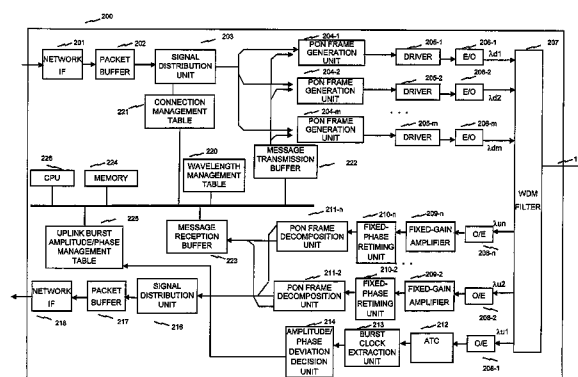 200
201
202
203
204-1
206-1
206-1
207
NETWORK IF
PACKET BUFFER
SIGNAL DISTRIBUTION UNIT
PON FRAME GENERATION UNIT
DRIVER
E/O
λd1
204-2
205-2
206-2
PON FRAME GENERATION UNIT
DRIVER
E/O
λd2
221
CONNECTION MANAGEMENT TABLE
204-m
205-m
206-m
PON FRAME GENERATION UNIT
DRIVER
E/O
λdm
226
CPU
224
MEMORY
220
WAVELENGTH MANAGEMENT TABLE
MESSAGE TRANSMISSION BUFFER
222
WDM FILTER
1
225
UPLINK BURST AMPLITUDE/PHASE MANAGEMENT TABLE
MESSAGE RECEPTION BUFFER
223
211-n
210-n
209-n
PON FRAME DECOMPOSITION UNIT
FIXED-PHASE RETIMING UNIT
FIXED-GAIN AMPLIFIER
O/E
λun
208-n
211-2
210-2
209-2
NETWORK IF
218
PACKET BUFFER
217
SIGNAL DISTRIBUTION UNIT
216
PON FRAME DECOMPOSITION UNIT
FIXED-PHASE RETIMING UNIT
FIXED-GAIN AMPLIFIER
O/E
λu2
208-2
214
213
212
AMPLITUDE/PHASE DEVIATION DECISION UNIT
BURST CLOCK EXTRACTION UNIT
ATC
O/E
λu1
208-1